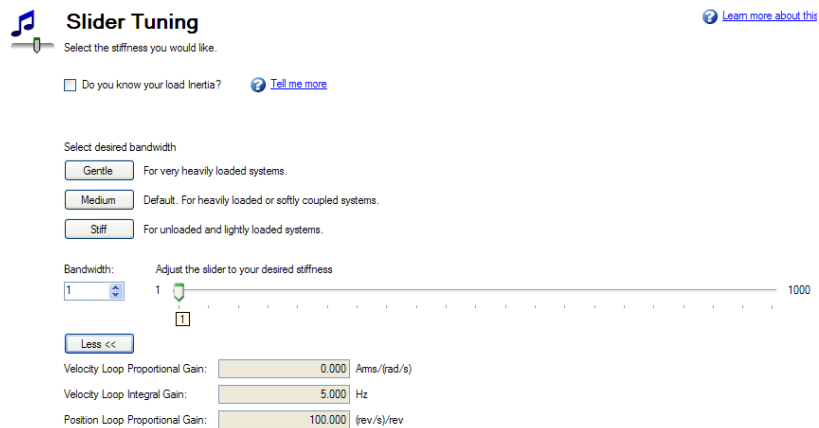 Slider Tuning
Learn more about this
Select the stiffness you would like.
Do you know your load Inertia? Tell me more
Select desired bandwidth
Gentle For very heavily loaded systems.
Medium Default. For heavily loaded or softly coupled systems.
Stiff For unloaded and lightly loaded systems.
Bandwidth: Adjust the slider to your desired stiffness
1 1 1000
1
Less <<
Velocity Loop Proportional Gain: 0.000 Arms/(rad/s)
Velocity Loop Integral Gain: 5.000 Hz
Position Loop Proportional Gain: 100.000 (rev/s)/rev